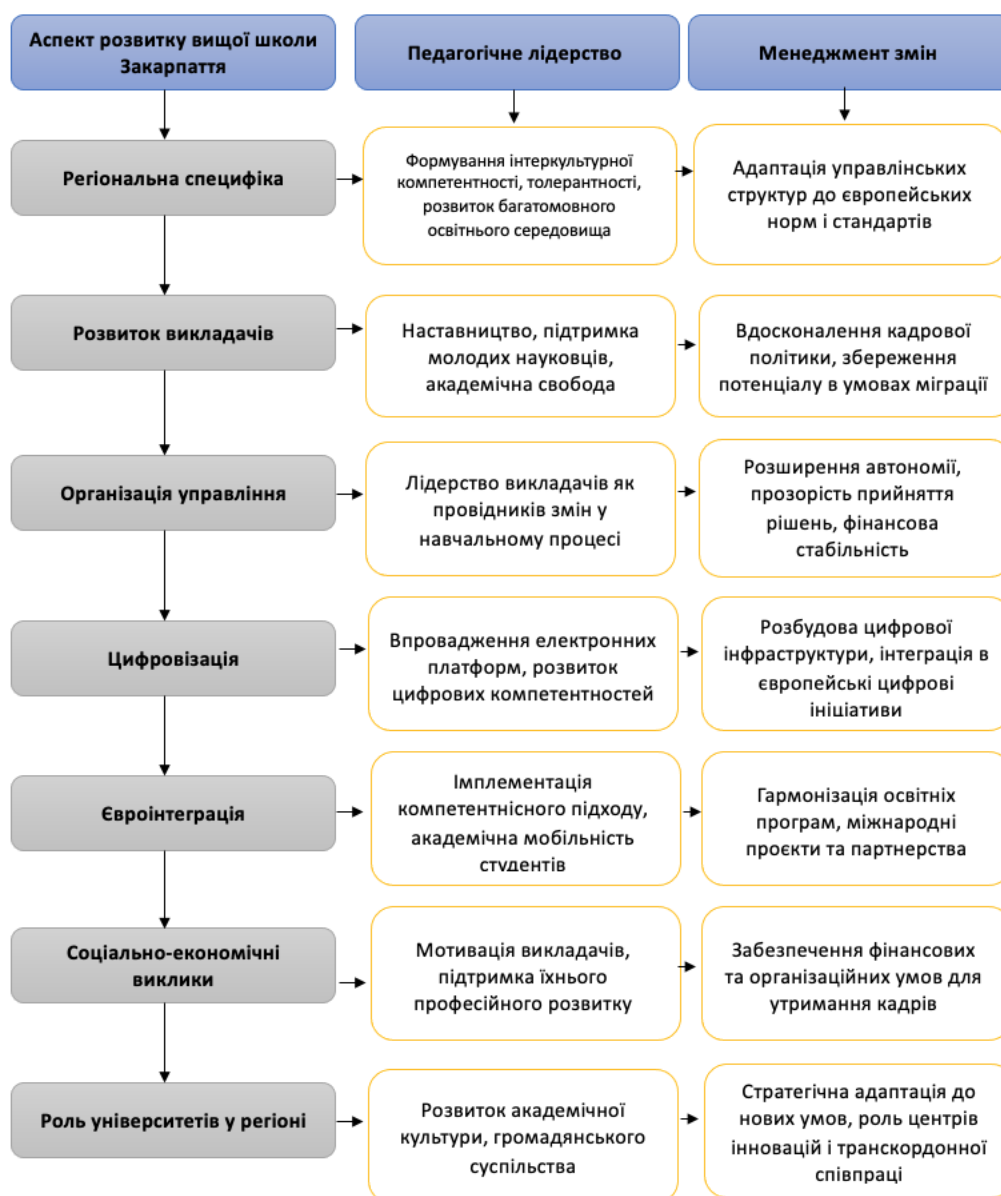 Аспект розвитку вищої школи
Закарпаття
Педагогічне лідерство
Менеджмент змін
Регіональна специфіка
Формування інтеркультурної
компетентності, толерантності,
розвиток багатомовного
освітнього середовища
Адаптація управлінських
структур до європейських
норм і стандартів
Розвиток викладачів
Наставництво, підтримка
молодих науковців,
академічна свобода
Вдосконалення кадрової
політики, збереження
потенціалу в умовах міграції
Організація управління
Лідерство викладачів як
провідників змін у
навчальному процесі
Розширення автономії,
прозорість прийняття
рішень, фінансова
стабільність
Цифровізація
Впровадження електронних
платформ, розвиток
цифрових компетентностей
Розбудова цифрової
інфраструктури, інтеграція в
європейські цифрові
ініціативи
Євроінтеграція
Імплементація
компетентнісного підходу,
академічна мобільність
студентів
Гармонізація освітніх
програм, міжнародні
проєкти та партнерства
Соціально-економічні
виклики
Мотивація викладачів,
підтримка їхнього
професійного розвитку
Забезпечення фінансових
та організаційних умов для
утримання кадрів
Роль університетів у регіоні
Розвиток академічної
культури, громадянського
суспільства
Стратегічна адаптація до
нових умов, роль центрів
інновацій і транскордонної
співпраці